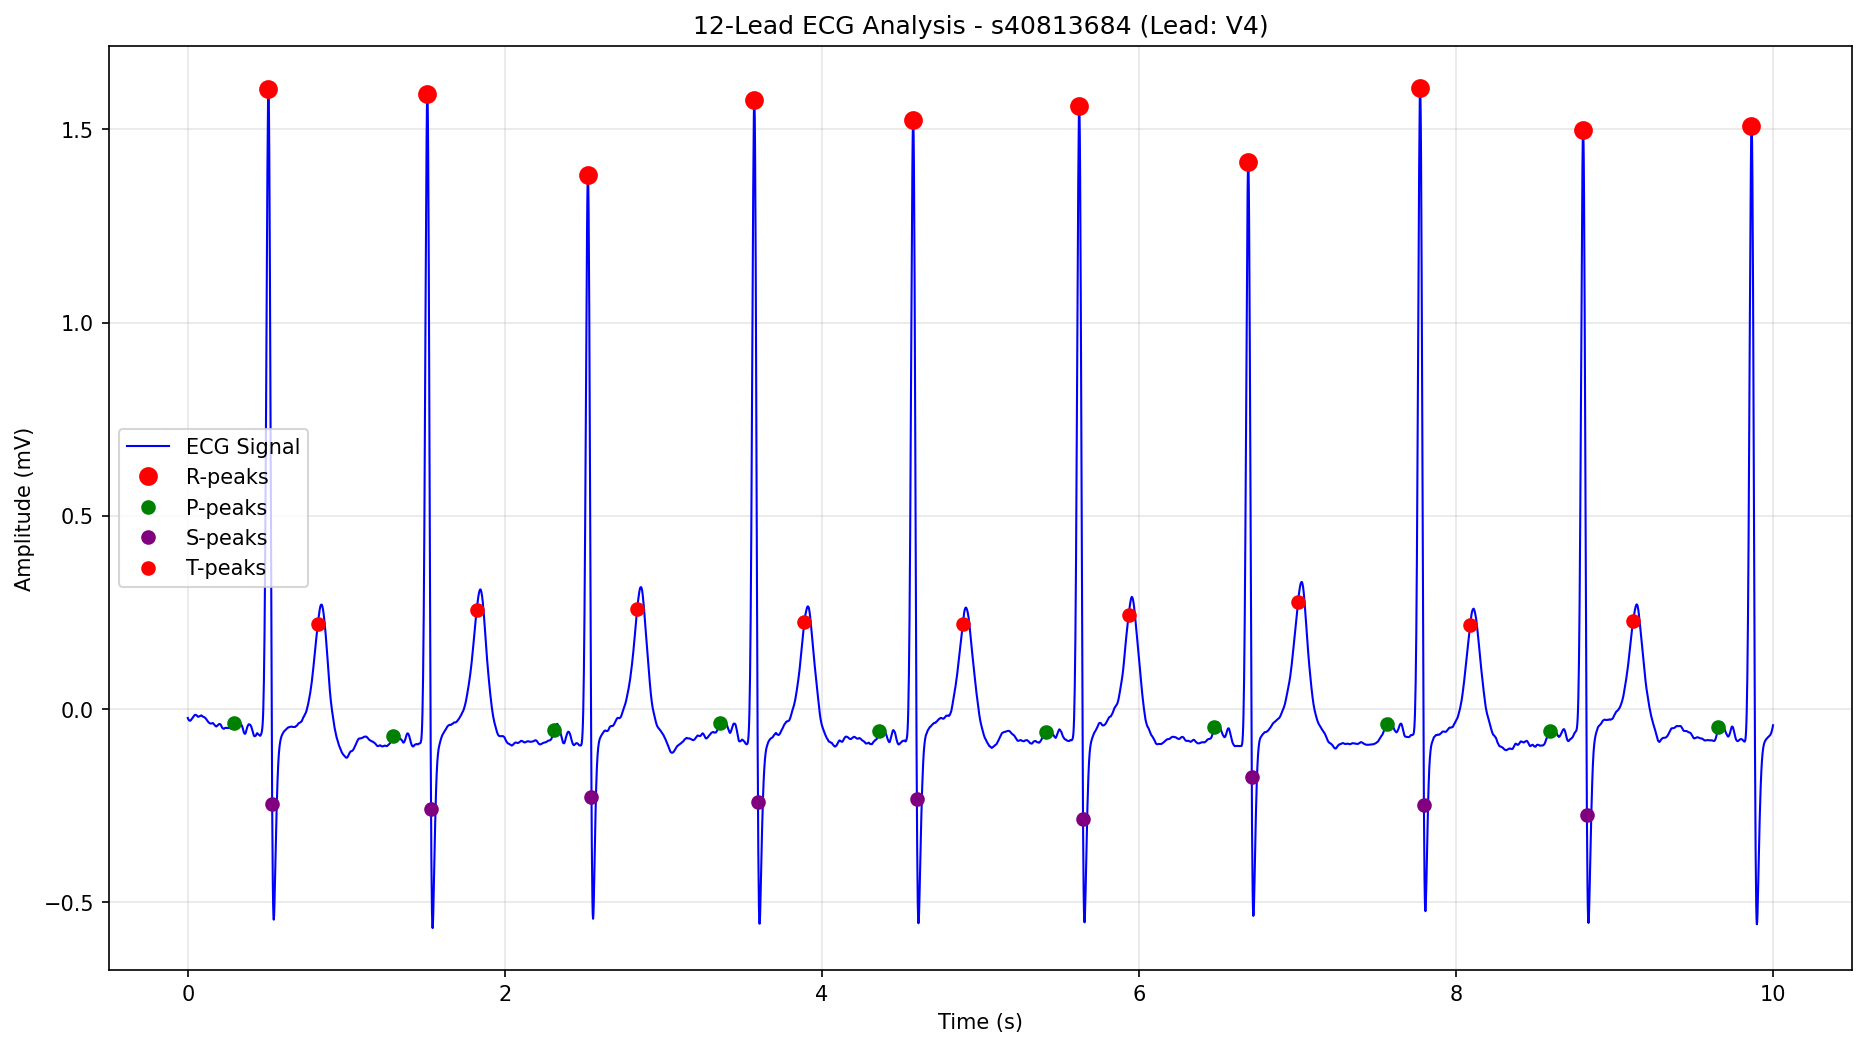 12-Lead ECG Analysis - s40813684 (Lead: V4)
1.5
1.0
0.5
0.0
−0.5
Amplitude (mV)
ECG Signal
R-peaks
P-peaks
S-peaks
T-peaks
0 2 4 6 8 10
Time (s)